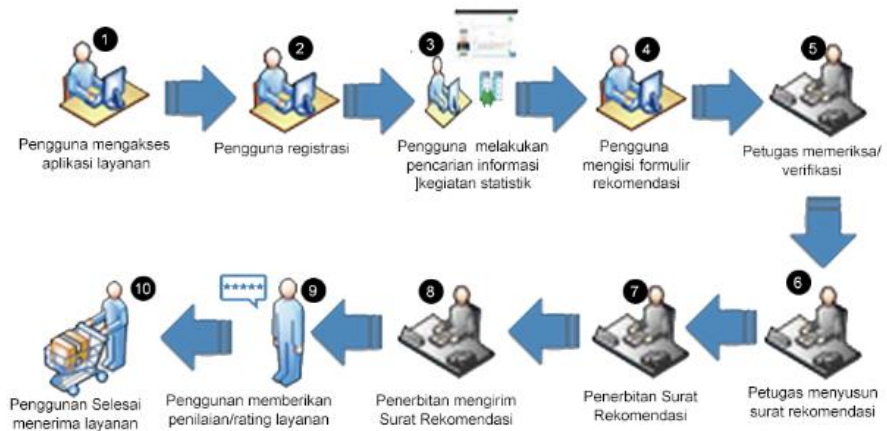 1
Pengguna mengakses
aplikasi layanan
2
Pengguna registrasi
3
Pengguna melakukan
pencarian informasi
]kegiatan statistik
4
Pengguna
mengisi formulir
rekomendasi
5
Petugas memeriksa/
verifikasi
6
Petugas menyusun
surat rekomendasi
7
Penerbitan Surat
Rekomendasi
8
Penerbitan mengirim
Surat Rekomendasi
*****
9
Penggunan memberikan
penilaian/rating layanan
10
Penggunan Selesai
menerima layanan